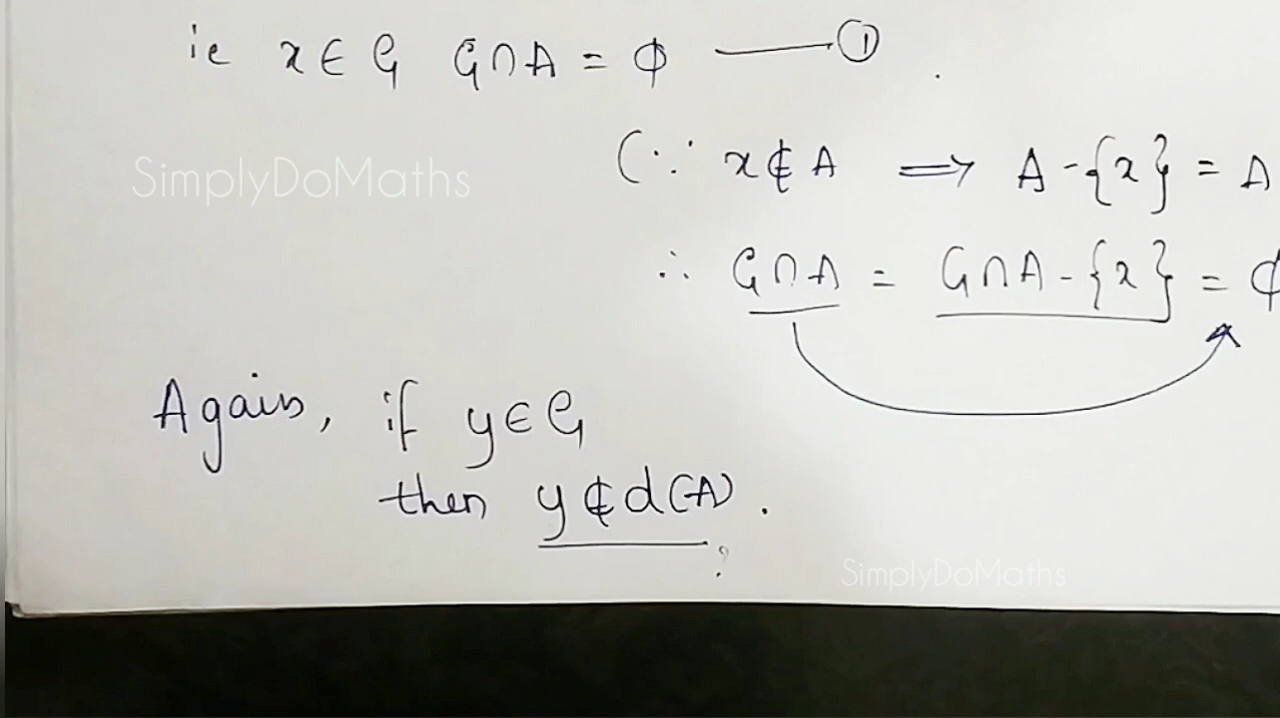 ie x ∈ G G∩A = ϕ —— ①
SimplyDoMaths
(∵ x∉A ⟹ A-{x} = A
∴ G∩A = G∩A-{x} = ϕ
Again, if y∈G
then y∉d(A).
?
SimplyDoMaths